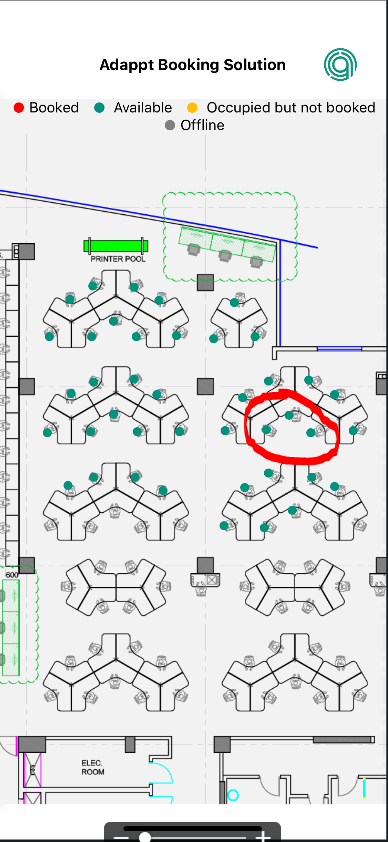 Adappt Booking Solution
Booked
Available
Occupied but not booked
Offline
PRINTER POOL
600
ELEC.
ROOM